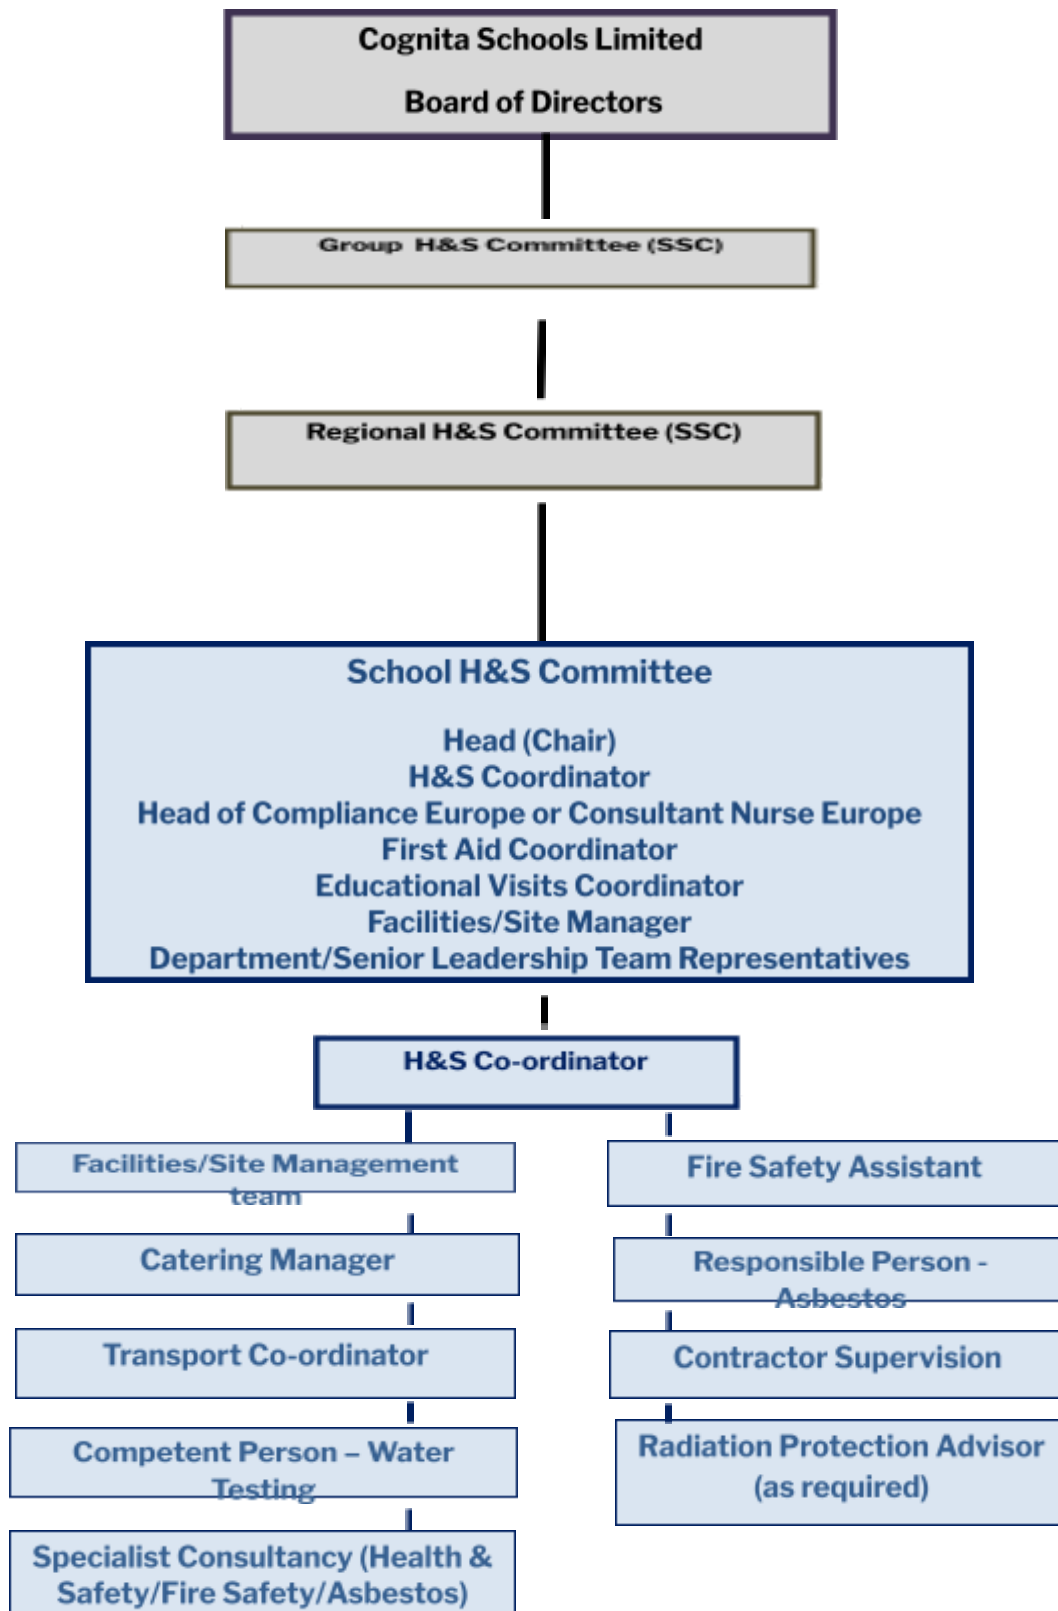 Cognita Schools Limited
Board of Directors
Group H&S Committee (SSC)
Regional H&S Committee (SSC)
School H&S Committee
Head (Chair)
H&S Coordinator
Head of Compliance Europe or Consultant Nurse Europe
First Aid Coordinator
Educational Visits Coordinator
Facilities/Site Manager
Department/Senior Leadership Team Representatives
H&S Co-ordinator
Facilities/Site Management
team
Catering Manager
Transport Co-ordinator
Competent Person – Water
Testing
Specialist Consultancy (Health &
Safety/Fire Safety/Asbestos)
Fire Safety Assistant
Responsible Person -
Asbestos
Contractor Supervision
Radiation Protection Advisor
(as required)